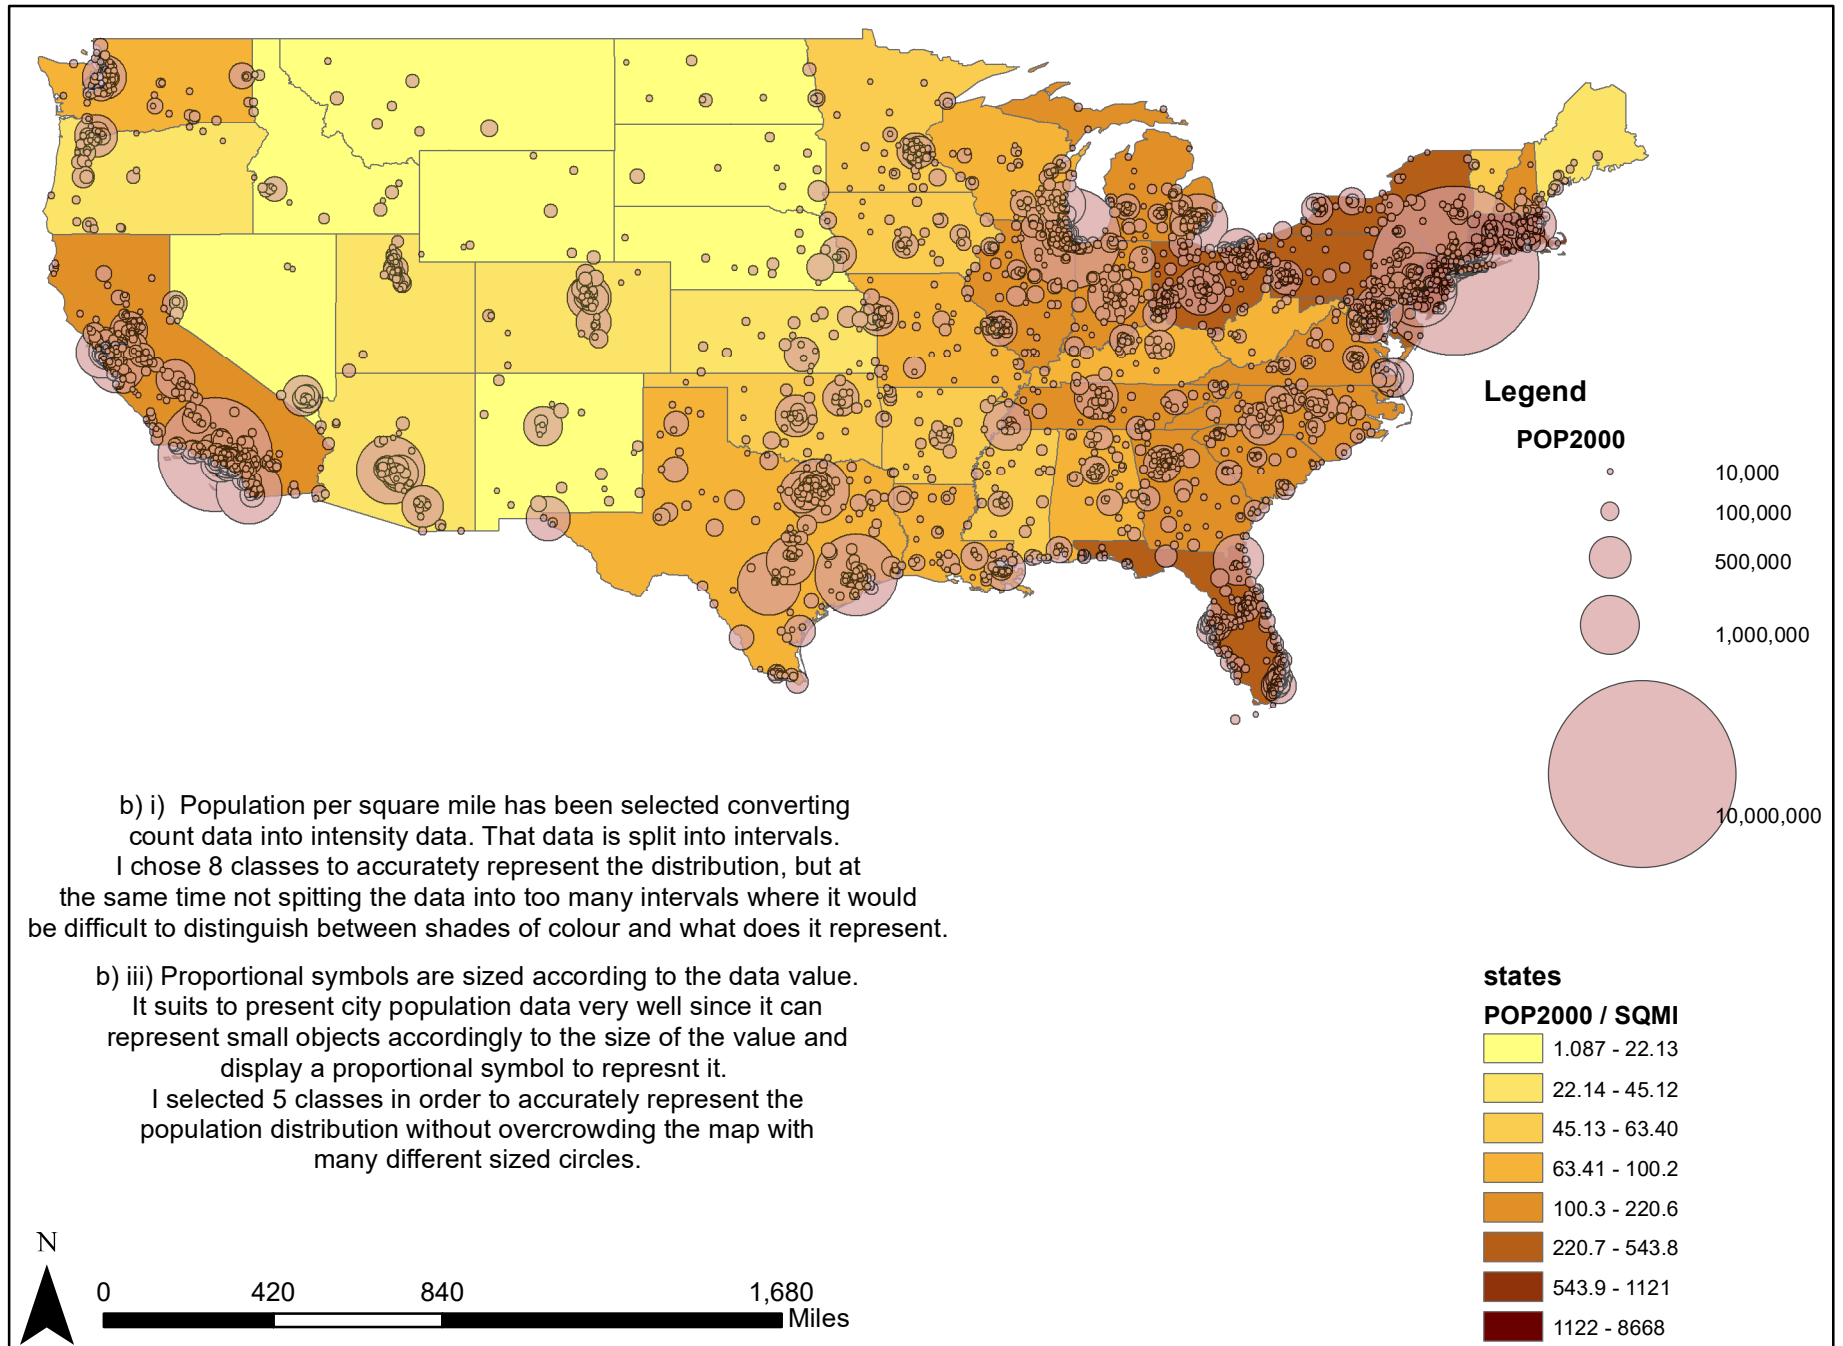 Legend
POP2000
10,000
100,000
500,000
1,000,000
10,000,000
b) i)  Population per square mile has been selected converting
count data into intensity data. That data is split into intervals.
I chose 8 classes to accuratety represent the distribution, but at
the same time not spitting the data into too many intervals where it would
be difficult to distinguish between shades of colour and what does it represent.
b) iii) Proportional symbols are sized according to the data value.
It suits to present city population data very well since it can
represent small objects accordingly to the size of the value and
display a proportional symbol to represnt it.
I selected 5 classes in order to accurately represent the
population distribution without overcrowding the map with
many different sized circles.
states
POP2000 / SQMI
1.087 - 22.13
22.14 - 45.12
45.13 - 63.40
63.41 - 100.2
100.3 - 220.6
220.7 - 543.8
543.9 - 1121
1122 - 8668
N
0 420 840 1,680
Miles